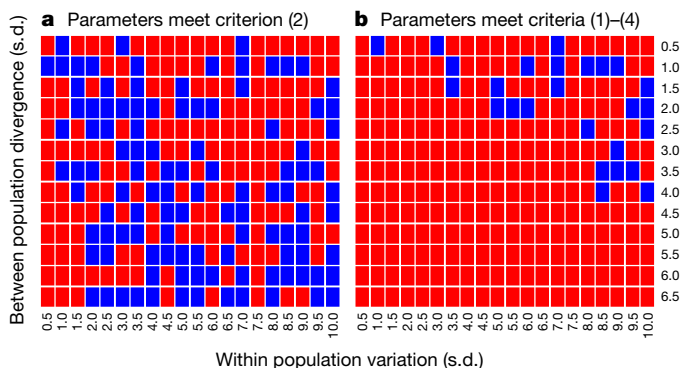 a Parameters meet criterion (2)
b Parameters meet criteria (1)–(4)
Between population divergence (s.d.)
0.5
1.0
1.5
2.0
2.5
3.0
3.5
4.0
4.5
5.0
5.5
6.0
6.5
0.5 1.0 1.5 2.0 2.5 3.0 3.5 4.0 4.5 5.0 5.5 6.0 6.5 7.0 7.5 8.0 8.5 9.0 9.5 10.0
0.5 1.0 1.5 2.0 2.5 3.0 3.5 4.0 4.5 5.0 5.5 6.0 6.5 7.0 7.5 8.0 8.5 9.0 9.5 10.0
Within population variation (s.d.)